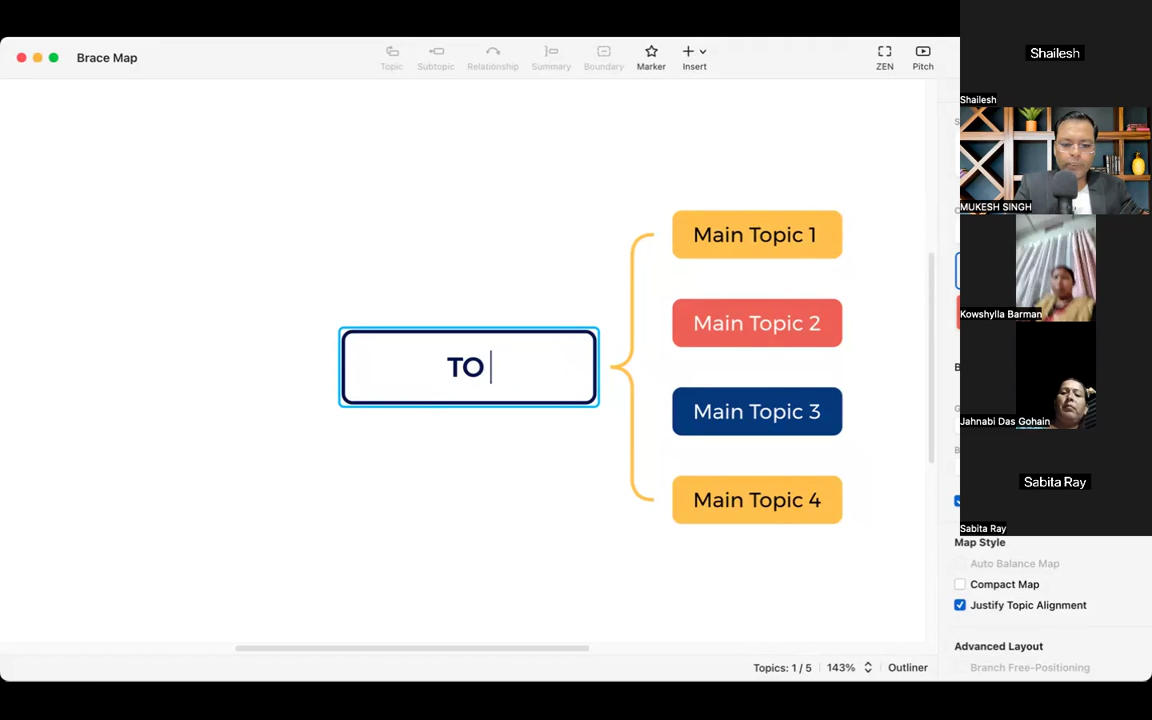 Brace Map
Topic
Subtopic
Relationship
Summary
Boundary
Marker
Insert
ZEN
Pitch
Shailesh
Shailesh
MUKESH SINGH
Kowshylla Barman
Jahnabi Das Gohain
Sabita Ray
Sabita Ray
TO
Main Topic 1
Main Topic 2
Main Topic 3
Main Topic 4
Map Style
Auto Balance Map
Compact Map
Justify Topic Alignment
Advanced Layout
Branch Free-Positioning
Topics: 1 / 5
143%
Outliner